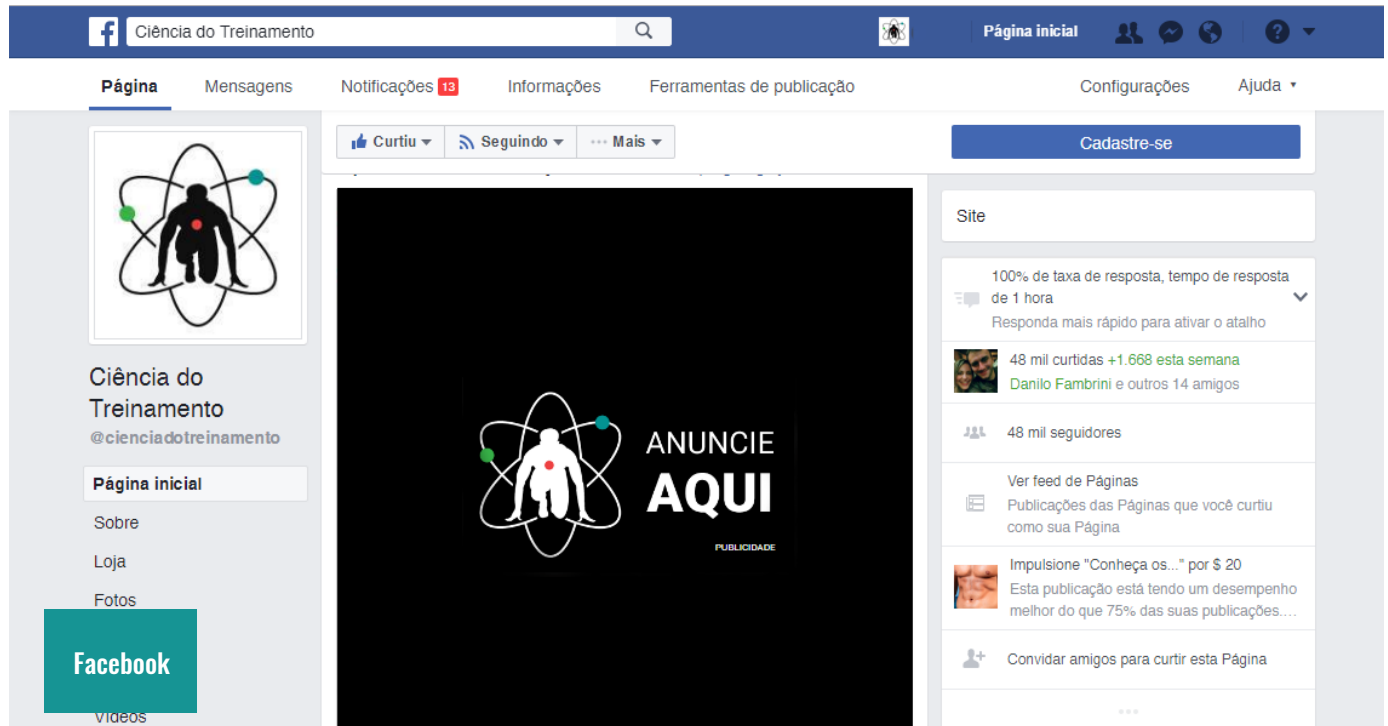 Ciência do Treinamento
Página inicial
Página
Mensagens
Notificações 13
Informações
Ferramentas de publicação
Configurações
Ajuda
Curtiu
Seguindo
Mais
Cadastre-se
Ciência do
Treinamento
@cienciadotreinamento
Página inicial
Sobre
Loja
Fotos
Facebook
Vídeos
ANUNCIE
AQUI
PUBLICIDADE
Site
100% de taxa de resposta, tempo de resposta
de 1 hora
Responda mais rápido para ativar o atalho
48 mil curtidas +1.668 esta semana
Danilo Fambrini e outros 14 amigos
48 mil seguidores
Ver feed de Páginas
Publicações das Páginas que você curtiu
como sua Página
Impulsione "Conheça os..." por $ 20
Esta publicação está tendo um desempenho
melhor do que 75% das suas publicações....
Convidar amigos para curtir esta Página